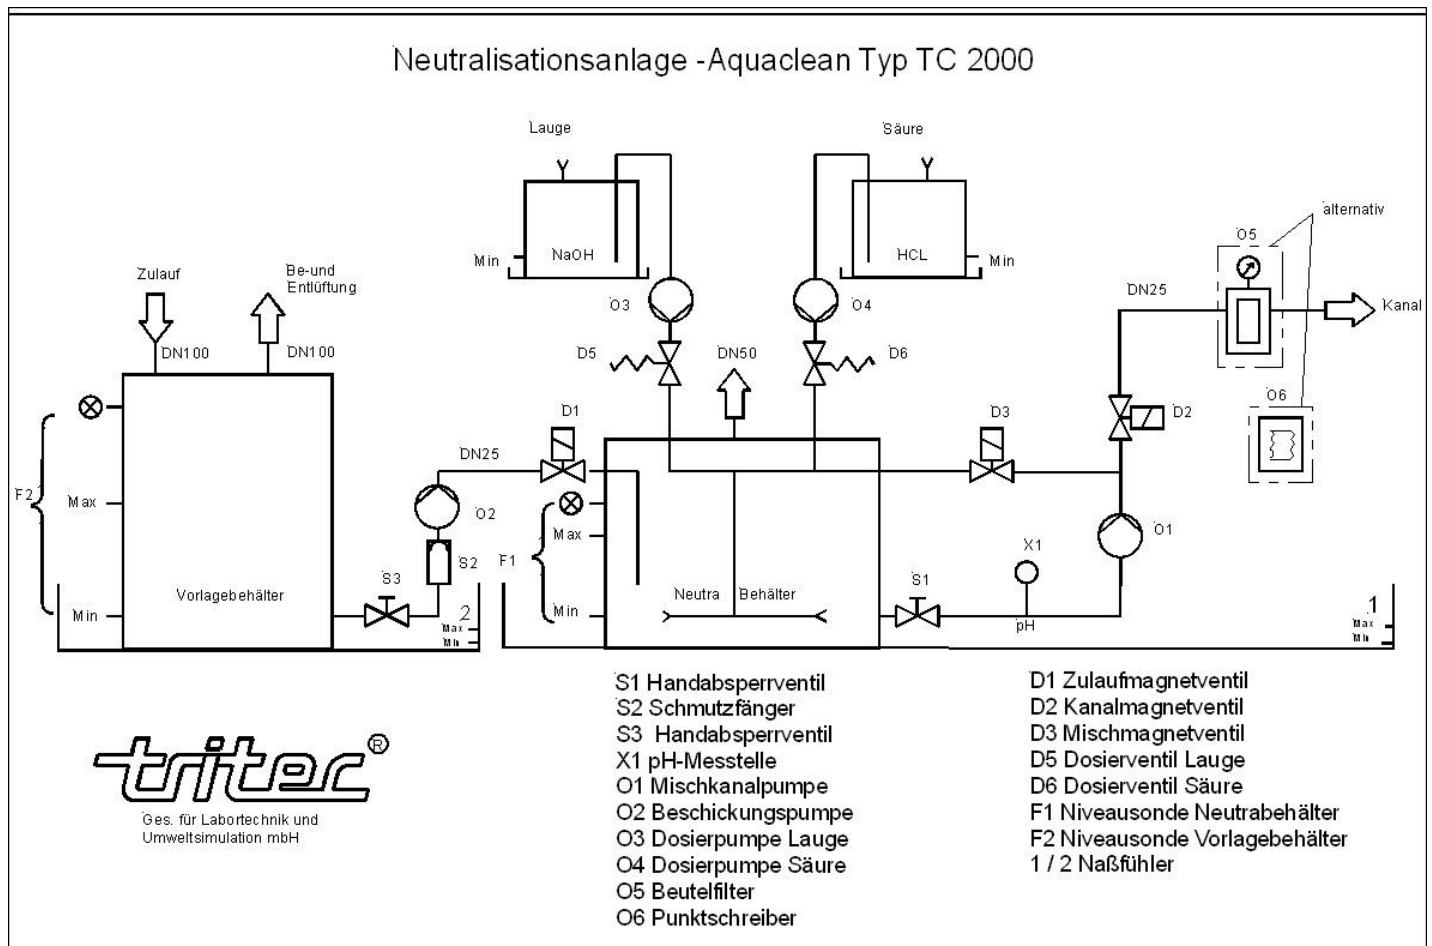 Neutralisationsanlage -Aquaclean Typ TC 2000
Lauge
Säure
alternativ
O5
NaOH
HCL
Min
Min
Zulauf
Be-und
Entlüftung
DN25
Kanal
O3
O4
DN100
DN100
D5
DN50
D6
O6
D1
D3
D2
DN25
F2
Max
O2
Max
O1
F1
S2
X1
S3
S1
Vorlagebehälter
Neutra Behälter
Min
2
Max
Min
Min
pH
1
Max
Min
S1 Handabsperrventil
S2 Schmutzfänger
S3 Handabsperrventil
X1 pH-Messtelle
O1 Mischkanalpumpe
O2 Beschickungspumpe
O3 Dosierpumpe Lauge
O4 Dosierpumpe Säure
O5 Beutelfilter
O6 Punktschreiber
D1 Zulaufmagnetventil
D2 Kanalmagnetventil
D3 Mischmagnetventil
D5 Dosierventil Lauge
D6 Dosierventil Säure
F1 Niveausonde Neutrabehälter
F2 Niveausonde Vorlagebehälter
1 / 2 Naßfühler
tritec®
Ges. für Labortechnik und
Umweltsimulation mbH